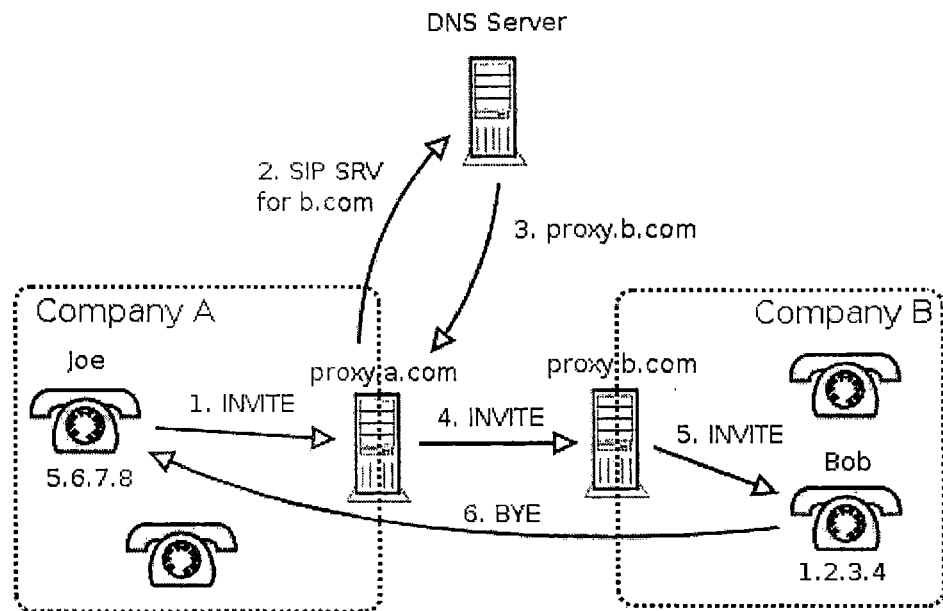 DNS Server
2. SIP SRV
for b.com
3. proxy.b.com
Company A
Company B
Joe
proxy.a.com
proxy.b.com
1. INVITE
4. INVITE
5. INVITE
5.6.7.8
Bob
6. BYE
1.2.3.4